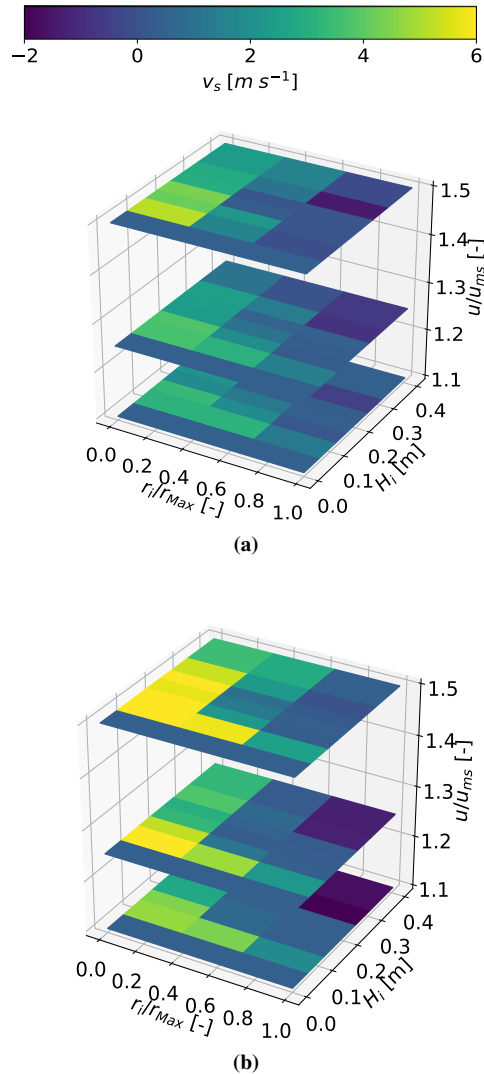 −2 0 2 4 6
v_s [m s⁻¹]
1.5
1.4
1.3
1.2
1.1
u/u_ms [-]
0.4
0.3
0.2
0.1
0.0
H_i [m]
0.0 0.2 0.4 0.6 0.8 1.0
r_i/r_Max [-]
(a)
1.5
1.4
1.3
1.2
1.1
u/u_ms [-]
0.4
0.3
0.2
0.1
0.0
H_i [m]
0.0 0.2 0.4 0.6 0.8 1.0
r_i/r_Max [-]
(b)